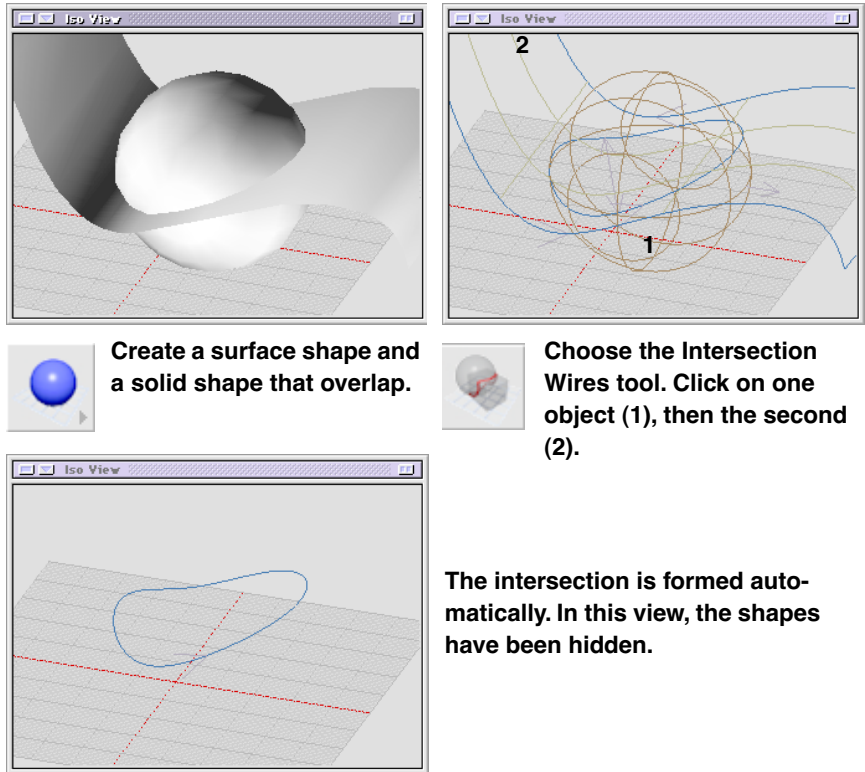 Iso View
Iso View
2
1
Create a surface shape and
a solid shape that overlap.
Choose the Intersection
Wires tool. Click on one
object (1), then the second
(2).
Iso View
The intersection is formed auto-
matically. In this view, the shapes
have been hidden.